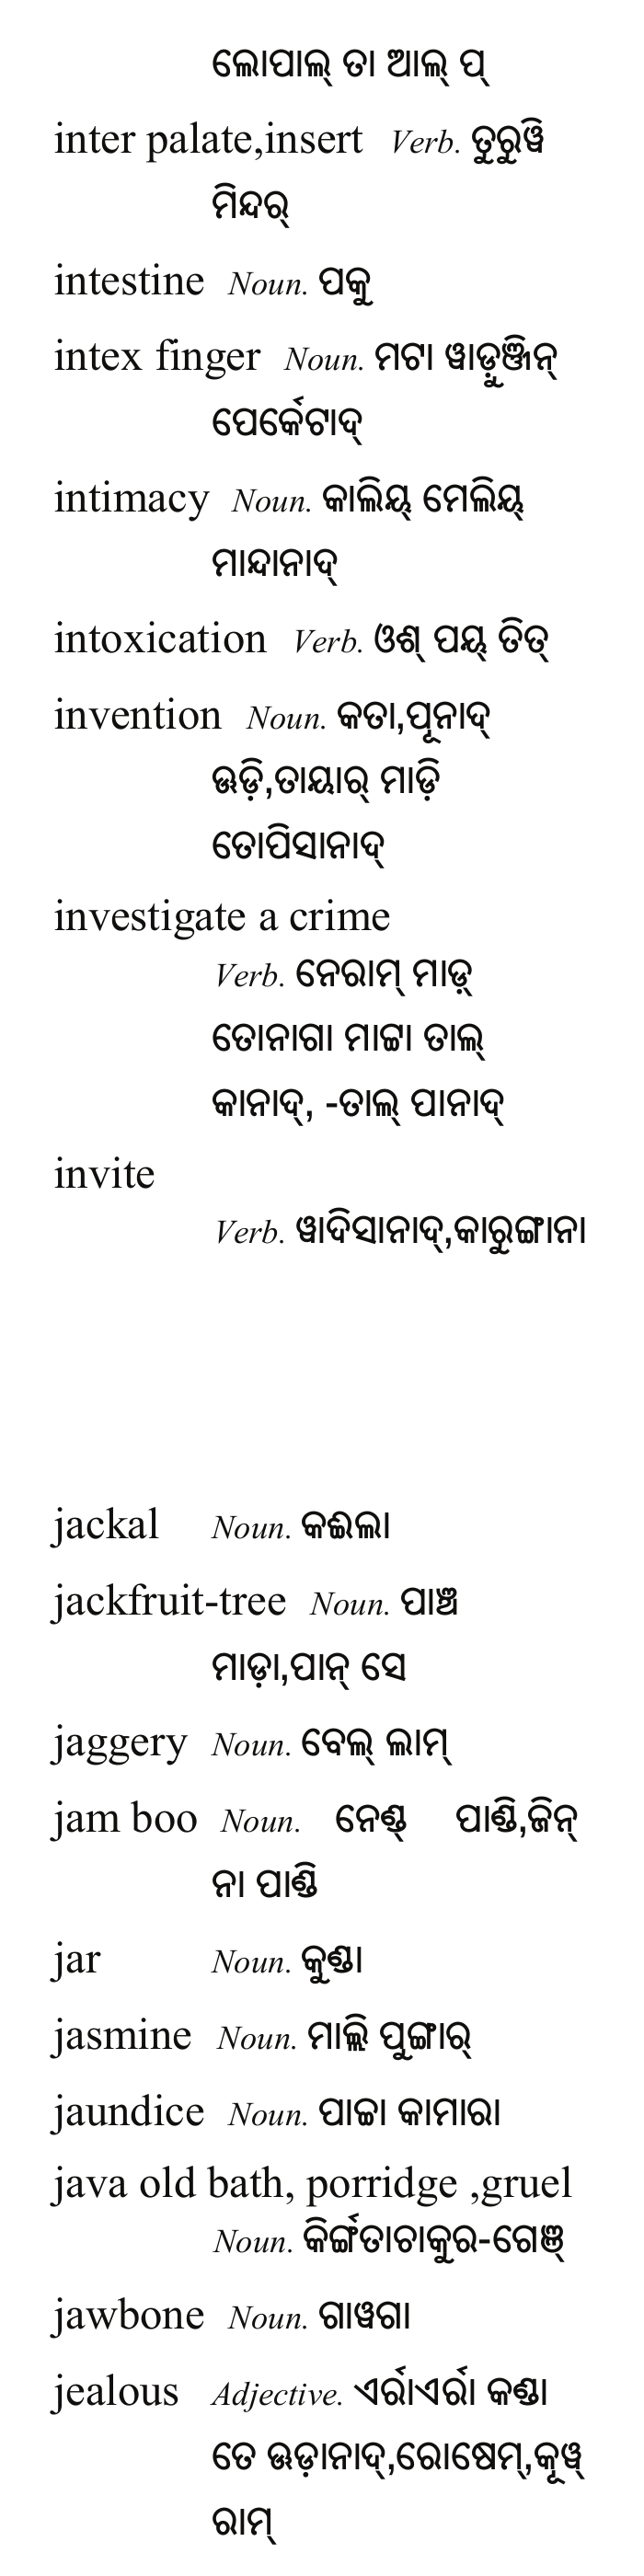 ଲୋପାଲ୍ ତା ଆଲ୍ ପ୍
inter palate,insert Verb. ତୁରୁୱି
ମିନ୍ଦର୍
intestine Noun. ପକୁ
intex finger Noun. ମଟା ୱାଡ଼ୁଞ୍ଜିନ୍
ପେର୍କେଟାଦ୍
intimacy Noun. କାଲିୟ୍ ମେଲିୟ୍
ମାନ୍ଦାନାଦ୍
intoxication Verb. ଓଶ୍ ପୟ୍ ତିତ୍
invention Noun. କତା,ପୂନାଦ୍
ଊଡ଼ି,ତାୟାର୍ ମାଡ଼ି
ତୋପିସାନାଦ୍
investigate a crime
Verb. ନେରାମ୍ ମାଡ଼୍
ତୋନାଗା ମାଟ୍ଟା ତାଲ୍
କାନାଦ୍, -ତାଲ୍ ପାନାଦ୍
invite
Verb. ୱାଦିସାନାଦ୍,କାରୁଙ୍ଗାନା
jackal Noun. କଈଲା
jackfruit-tree Noun. ପାଞ୍ଚ
ମାଡ଼ା,ପାନ୍ ସେ
jaggery Noun. ବେଲ୍ ଲାମ୍
jam boo Noun. ନେଣ୍ଡ୍ ପାଣ୍ଡି,ଜିନ୍
ନା ପାଣ୍ଡି
jar Noun. କୁଣ୍ଡା
jasmine Noun. ମାଲ୍ଲି ପୁଙ୍ଗାର୍
jaundice Noun. ପାଚ୍ଚା କାମାରା
java old bath, porridge ,gruel
Noun. କିର୍ଙ୍ଗତାଚାକୁର-ଗେଞ୍
jawbone Noun. ଗାୱଗା
jealous Adjective. ଏର୍ରାଏର୍ରା କଣ୍ଡା
ତେ ଊଡ଼ାନାଦ୍,ରୋଷେମ୍,କୂୱ୍
ରାମ୍